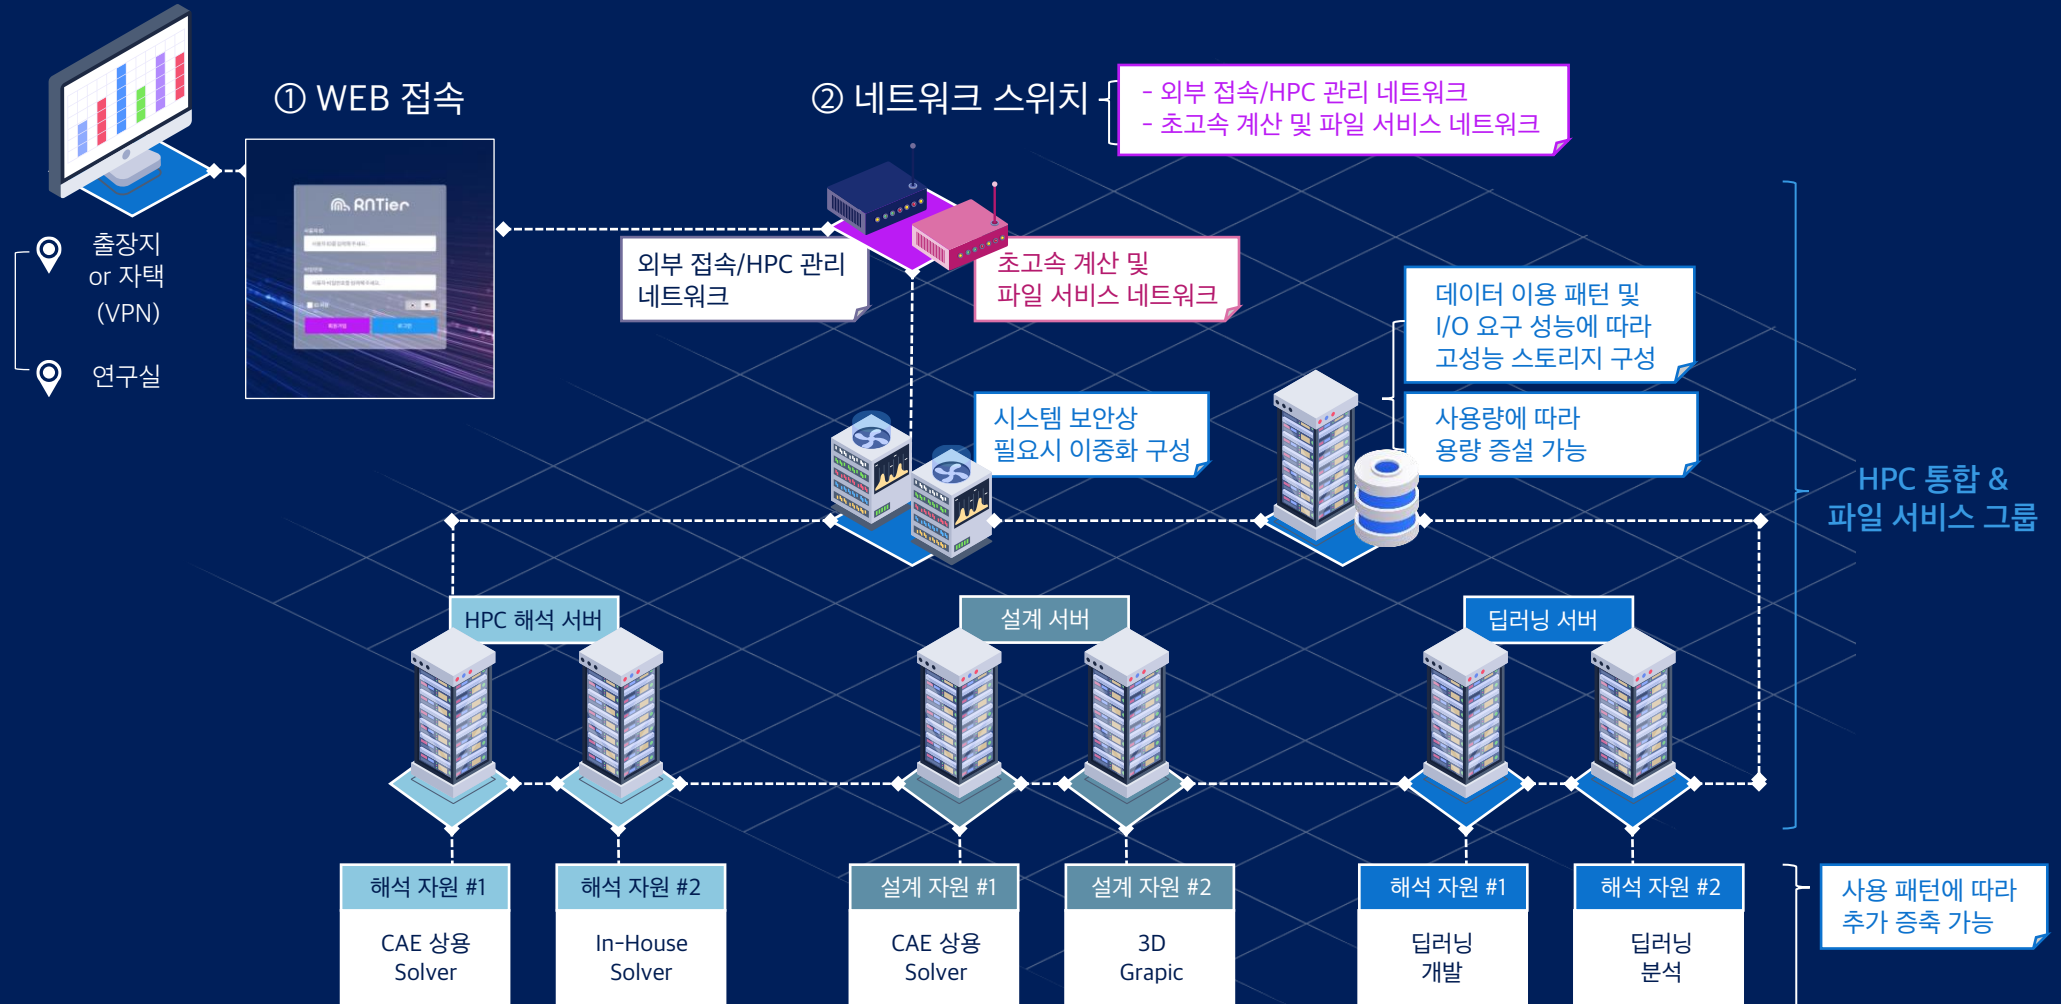 ① WEB 접속
② 네트워크 스위치
- 외부 접속/HPC 관리 네트워크
- 초고속 계산 및 파일 서비스 네트워크
RNTier
출장지
or 자택
(VPN)
연구실
외부 접속/HPC 관리
네트워크
초고속 계산 및
파일 서비스 네트워크
데이터 이용 패턴 및
I/O 요구 성능에 따라
고성능 스토리지 구성
시스템 보안상
필요시 이중화 구성
사용량에 따라
용량 증설 가능
HPC 통합 &
파일 서비스 그룹
HPC 해석 서버
설계 서버
딥러닝 서버
해석 자원 #1
해석 자원 #2
설계 자원 #1
설계 자원 #2
해석 자원 #1
해석 자원 #2
사용 패턴에 따라
추가 증축 가능
CAE 상용
Solver
In-House
Solver
CAE 상용
Solver
3D
Grapic
딥러닝
개발
딥러닝
분석